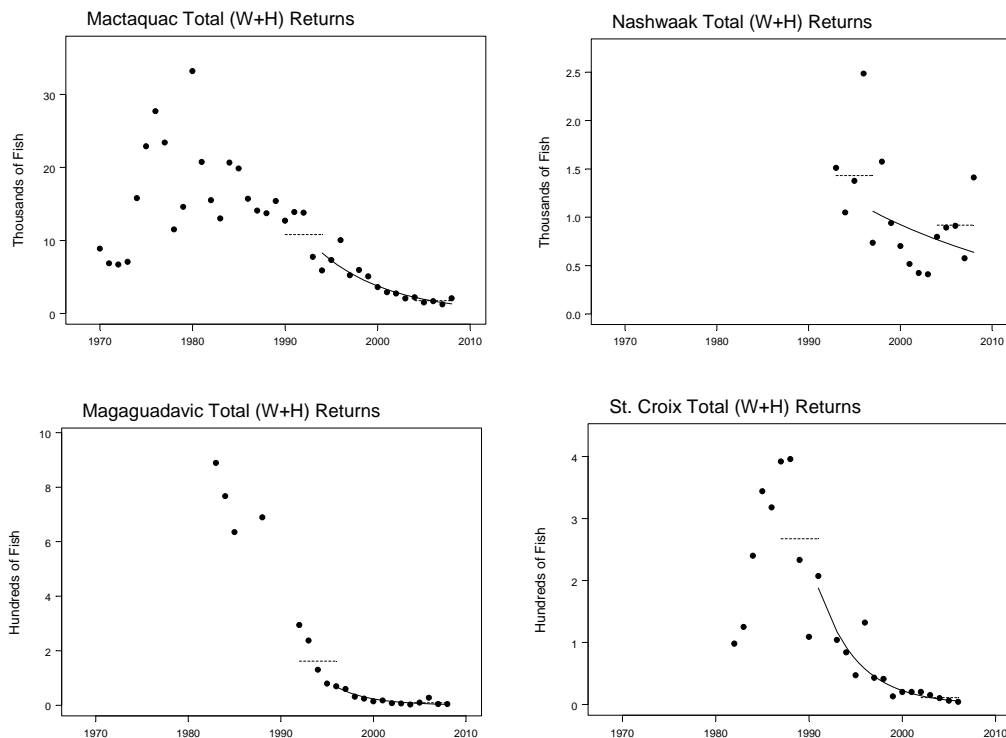 Mactaquac Total (W+H) Returns
Thousands of Fish
30
20
10
0
1970 1980 1990 2000 2010
Nashwaak Total (W+H) Returns
Thousands of Fish
2.5
2.0
1.5
1.0
0.5
0.0
1970 1980 1990 2000 2010
Magaguadavic Total (W+H) Returns
Hundreds of Fish
10
8
6
4
2
0
1970 1980 1990 2000 2010
St. Croix Total (W+H) Returns
Hundreds of Fish
4
3
2
1
0
1970 1980 1990 2000 2010